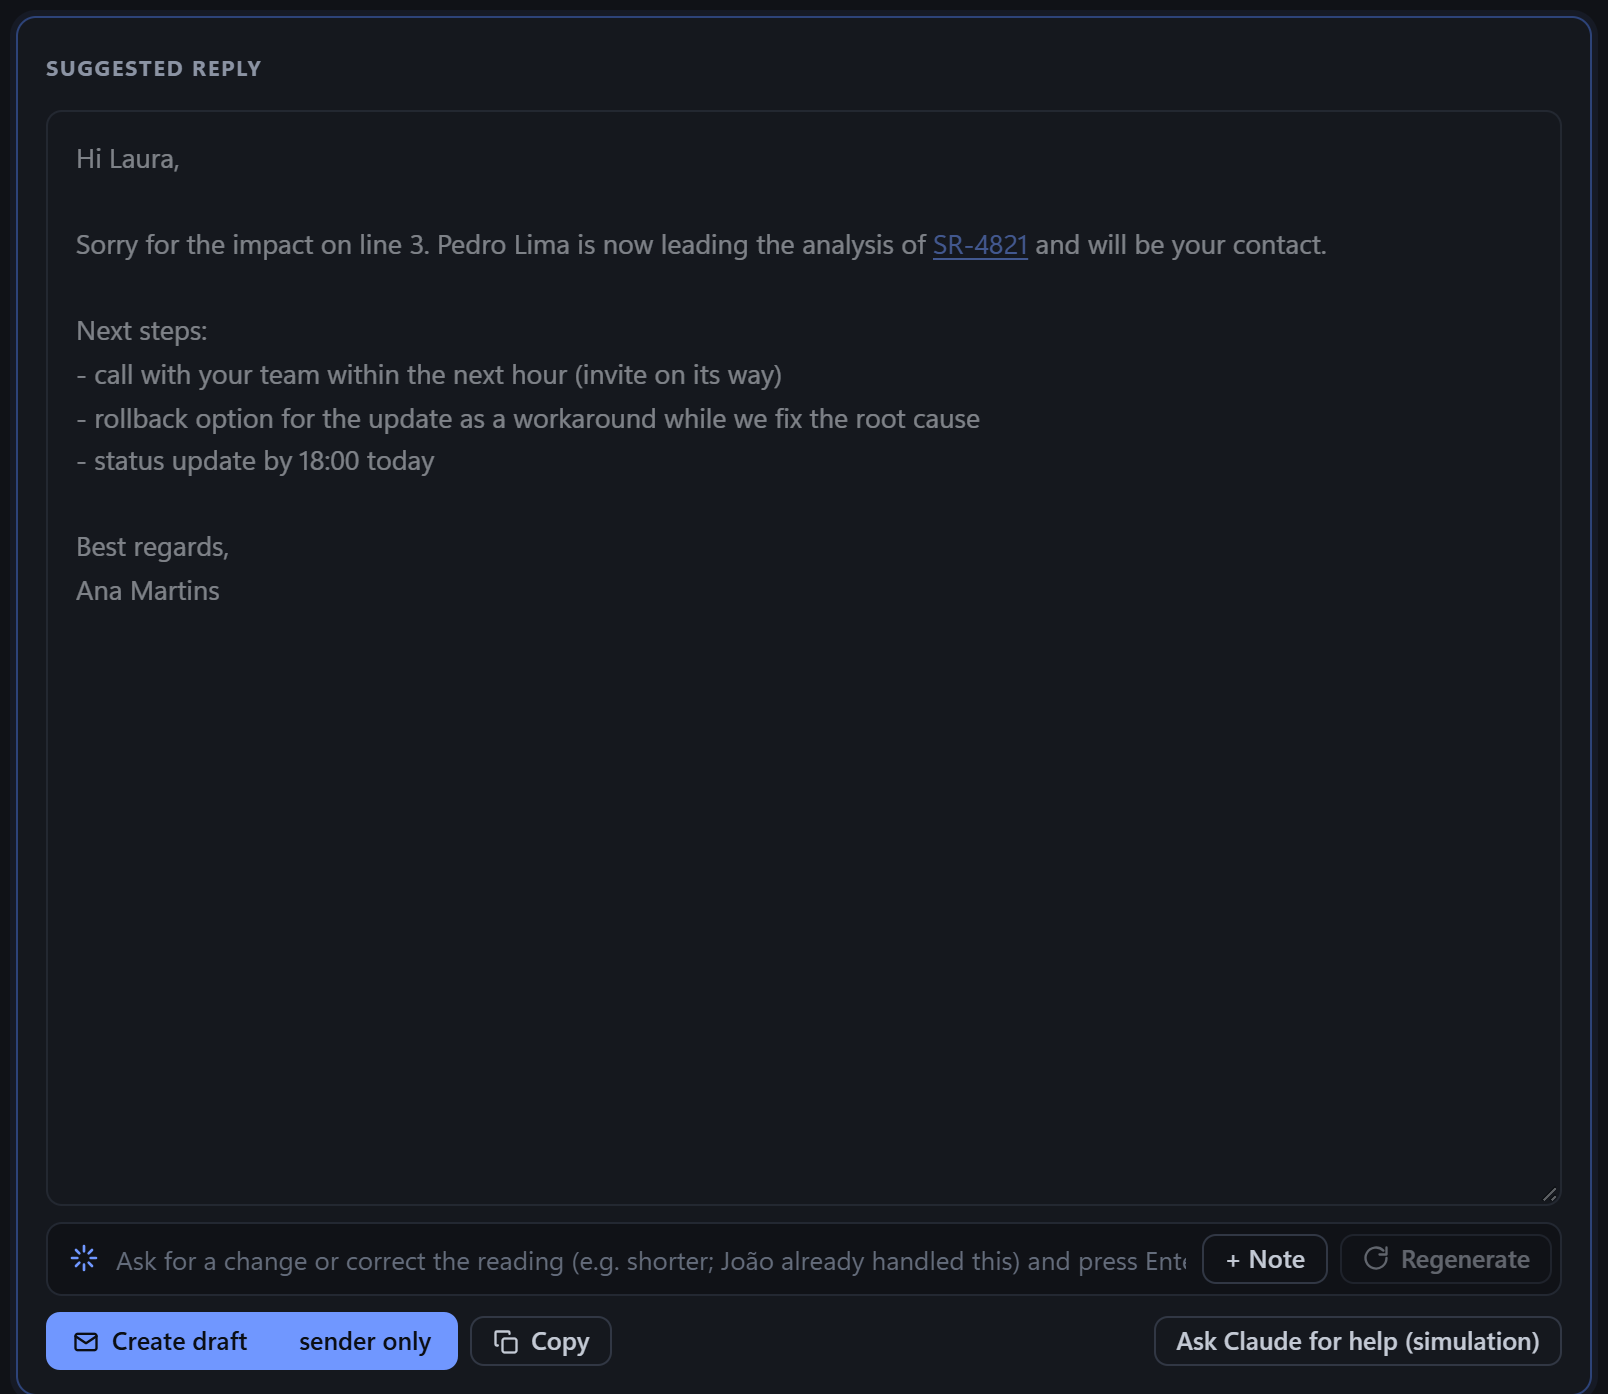 SUGGESTED REPLY
Hi Laura,
Sorry for the impact on line 3. Pedro Lima is now leading the analysis of SR-4821 and will be your contact.
Next steps:
- call with your team within the next hour (invite on its way)
- rollback option for the update as a workaround while we fix the root cause
- status update by 18:00 today
Best regards,
Ana Martins
Ask for a change or correct the reading (e.g. shorter; João already handled this) and press Ente
+ Note
Regenerate
Create draft
sender only
Copy
Ask Claude for help (simulation)